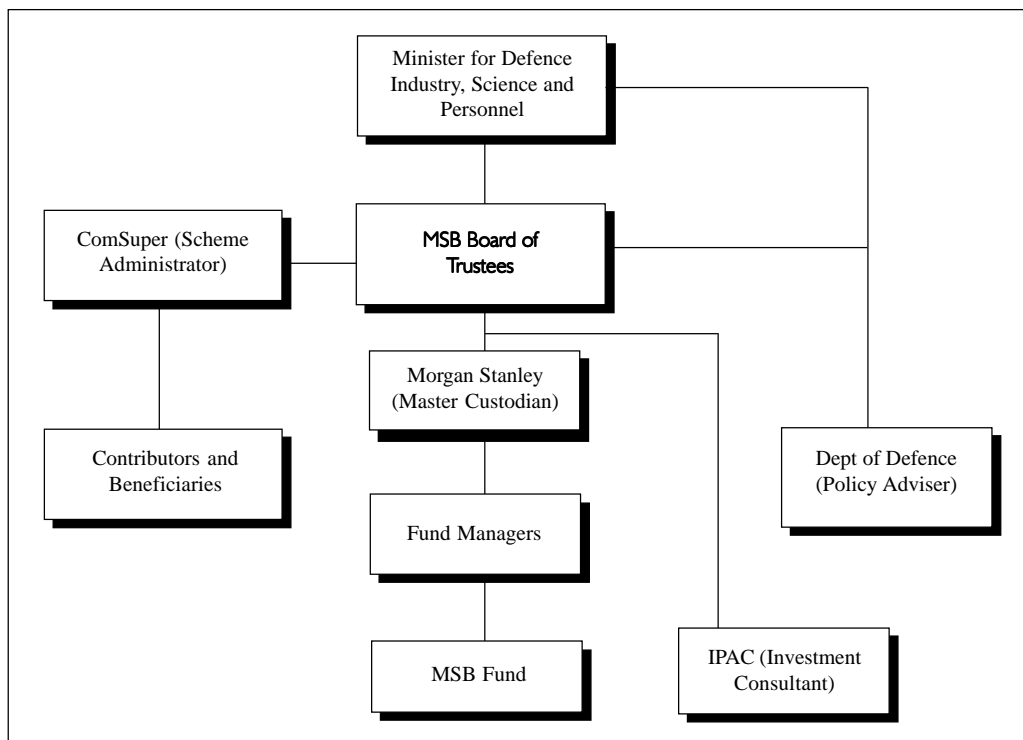 Minister for Defence
Industry, Science and
Personnel
ComSuper (Scheme
Administrator)
MSB Board of
Trustees
Morgan Stanley
(Master Custodian)
Contributors and
Beneficiaries
Dept of Defence
(Policy Adviser)
Fund Managers
MSB Fund
IPAC (Investment
Consultant)